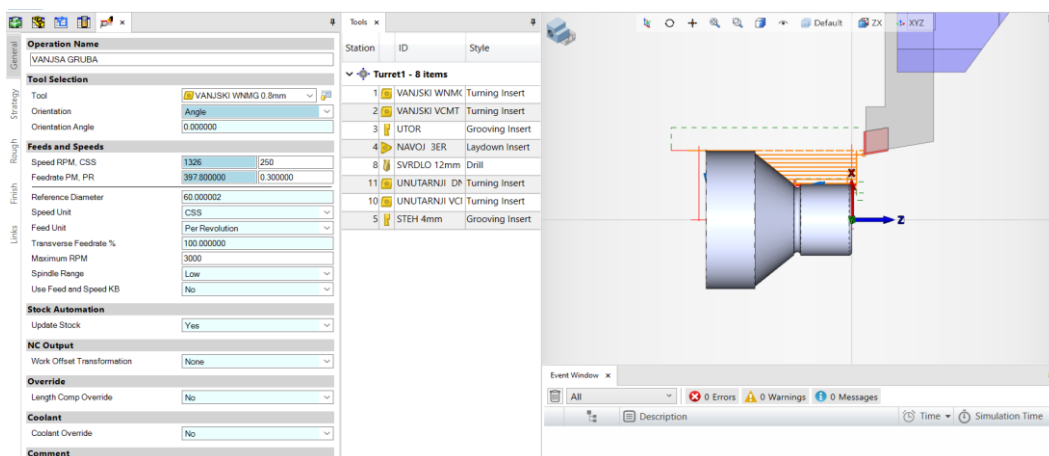 Tools
Default
ZX
XYZ
General
Strategy
Rough
Finish
Links
Operation Name
VANJSA GRUBA
Tool Selection
Tool VANJSKI WNMG 0.8mm
Orientation Angle
Orientation Angle 0.000000
Feeds and Speeds
Speed RPM, CSS 1326 250
Feedrate PM, PR 397.800000 0.300000
Reference Diameter 60.000002
Speed Unit CSS
Feed Unit Per Revolution
Transverse Feedrate % 100.000000
Maximum RPM 3000
Spindle Range Low
Use Feed and Speed KB No
Stock Automation
Update Stock Yes
NC Output
Work Offset Transformation None
Override
Length Comp Override No
Coolant
Coolant Override No
Comment
Station ID Style
Turret1 - 8 items
1 VANJSKI WNMG Turning Insert
2 VANJSKI VCMT Turning Insert
3 UTOR Grooving Insert
4 NAVOJ 3ER Laydown Insert
8 SVRDLO 12mm Drill
11 UNUTARNJI DN Turning Insert
10 UNUTARNJI VCI Turning Insert
5 STEH 4mm Grooving Insert
X
Z
Event Window
All 0 Errors 0 Warnings 0 Messages
Description Time Simulation Time